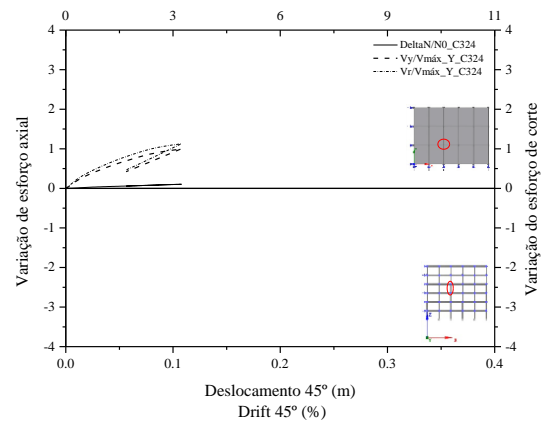 0 3 6 8 11
DeltaN/N0_C324
Vy/Vmáx_Y_C324
Vr/Vmáx_Y_C324
4 4
3 3
2 2
1 1
0 0
-1 -1
-2 -2
-3 -3
-4 -4
Variação de esforço axial
Variação do esforço de corte
0.0 0.1 0.2 0.3 0.4
Deslocamento 45º (m)
Drift 45º (%)